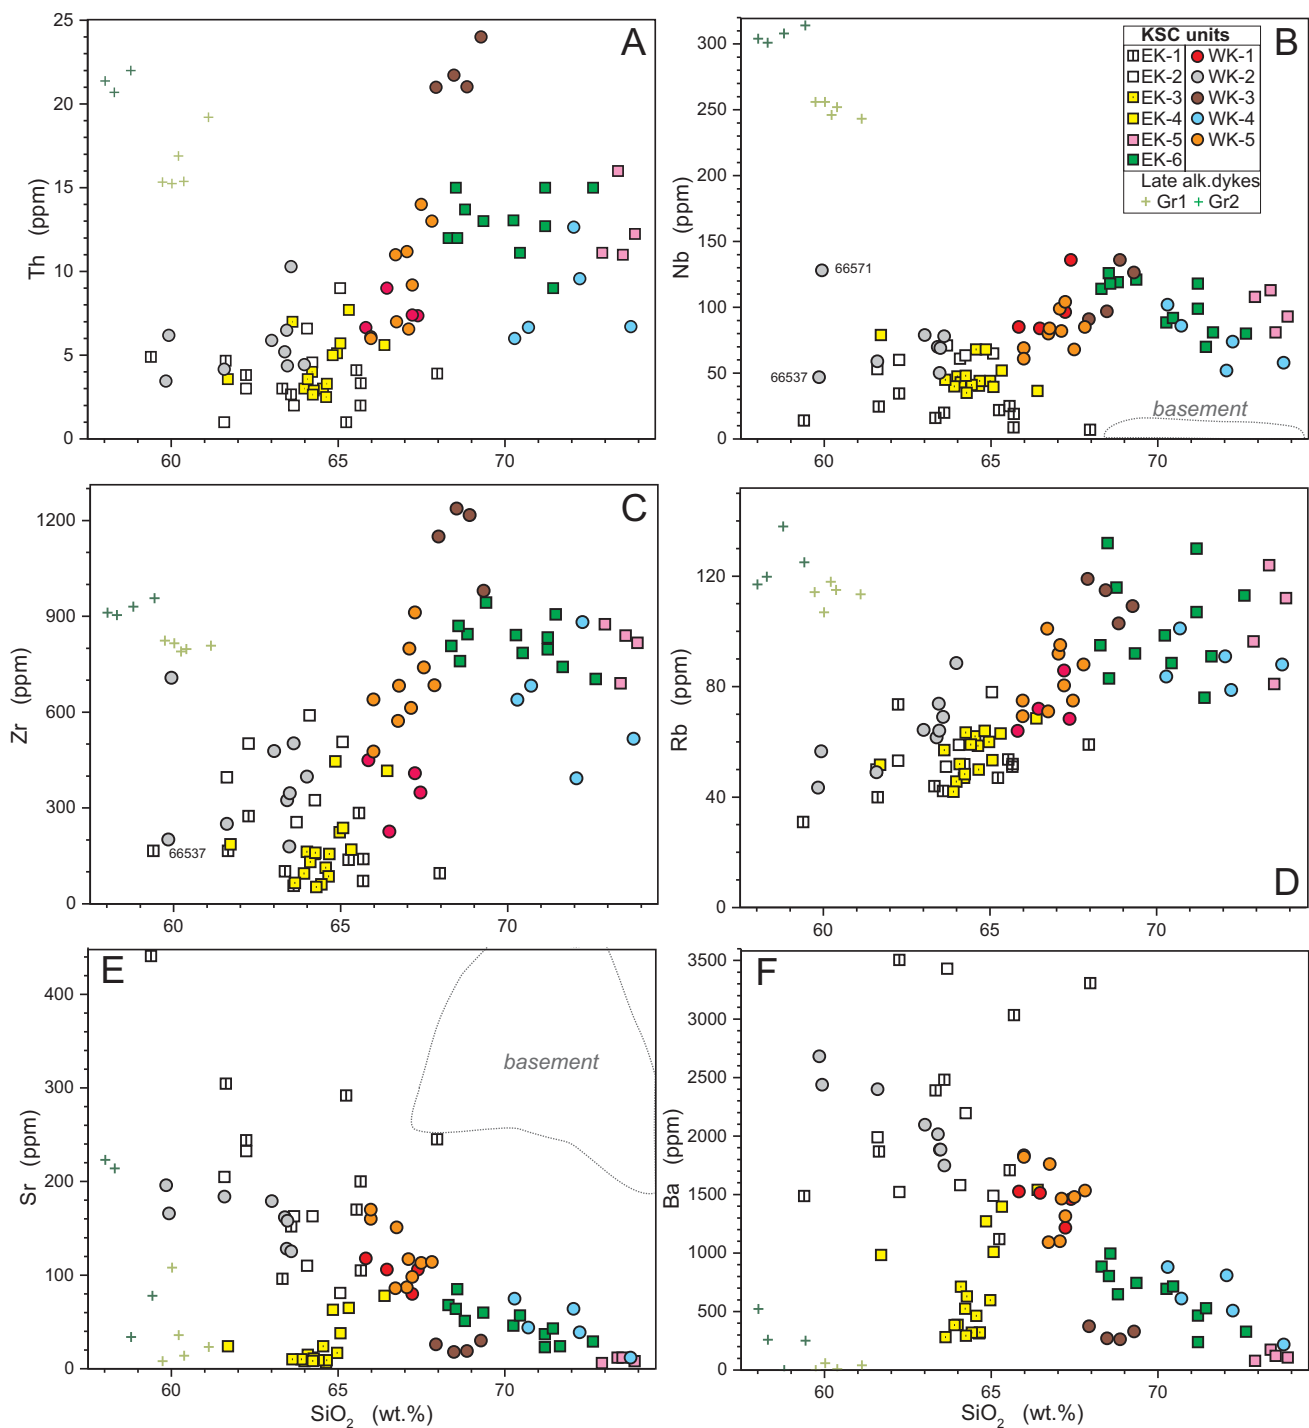 A
Th (ppm)
25
20
15
10
5
0
60
65
70
B
Nb (ppm)
300
250
200
150
100
50
0
60
65
70
KSC units
EK-1 WK-1
EK-2 WK-2
EK-3 WK-3
EK-4 WK-4
EK-5 WK-5
EK-6
Late alk.dykes
+ Gr1 + Gr2
66571
66537
basement
C
Zr (ppm)
1200
900
600
300
0
66537
60
65
70
D
Rb (ppm)
120
80
40
0
60
65
70
E
Sr (ppm)
400
300
200
100
0
basement
60
65
70
SiO2 (wt.%)
F
Ba (ppm)
3500
3000
2500
2000
1500
1000
500
0
60
65
70
SiO2 (wt.%)